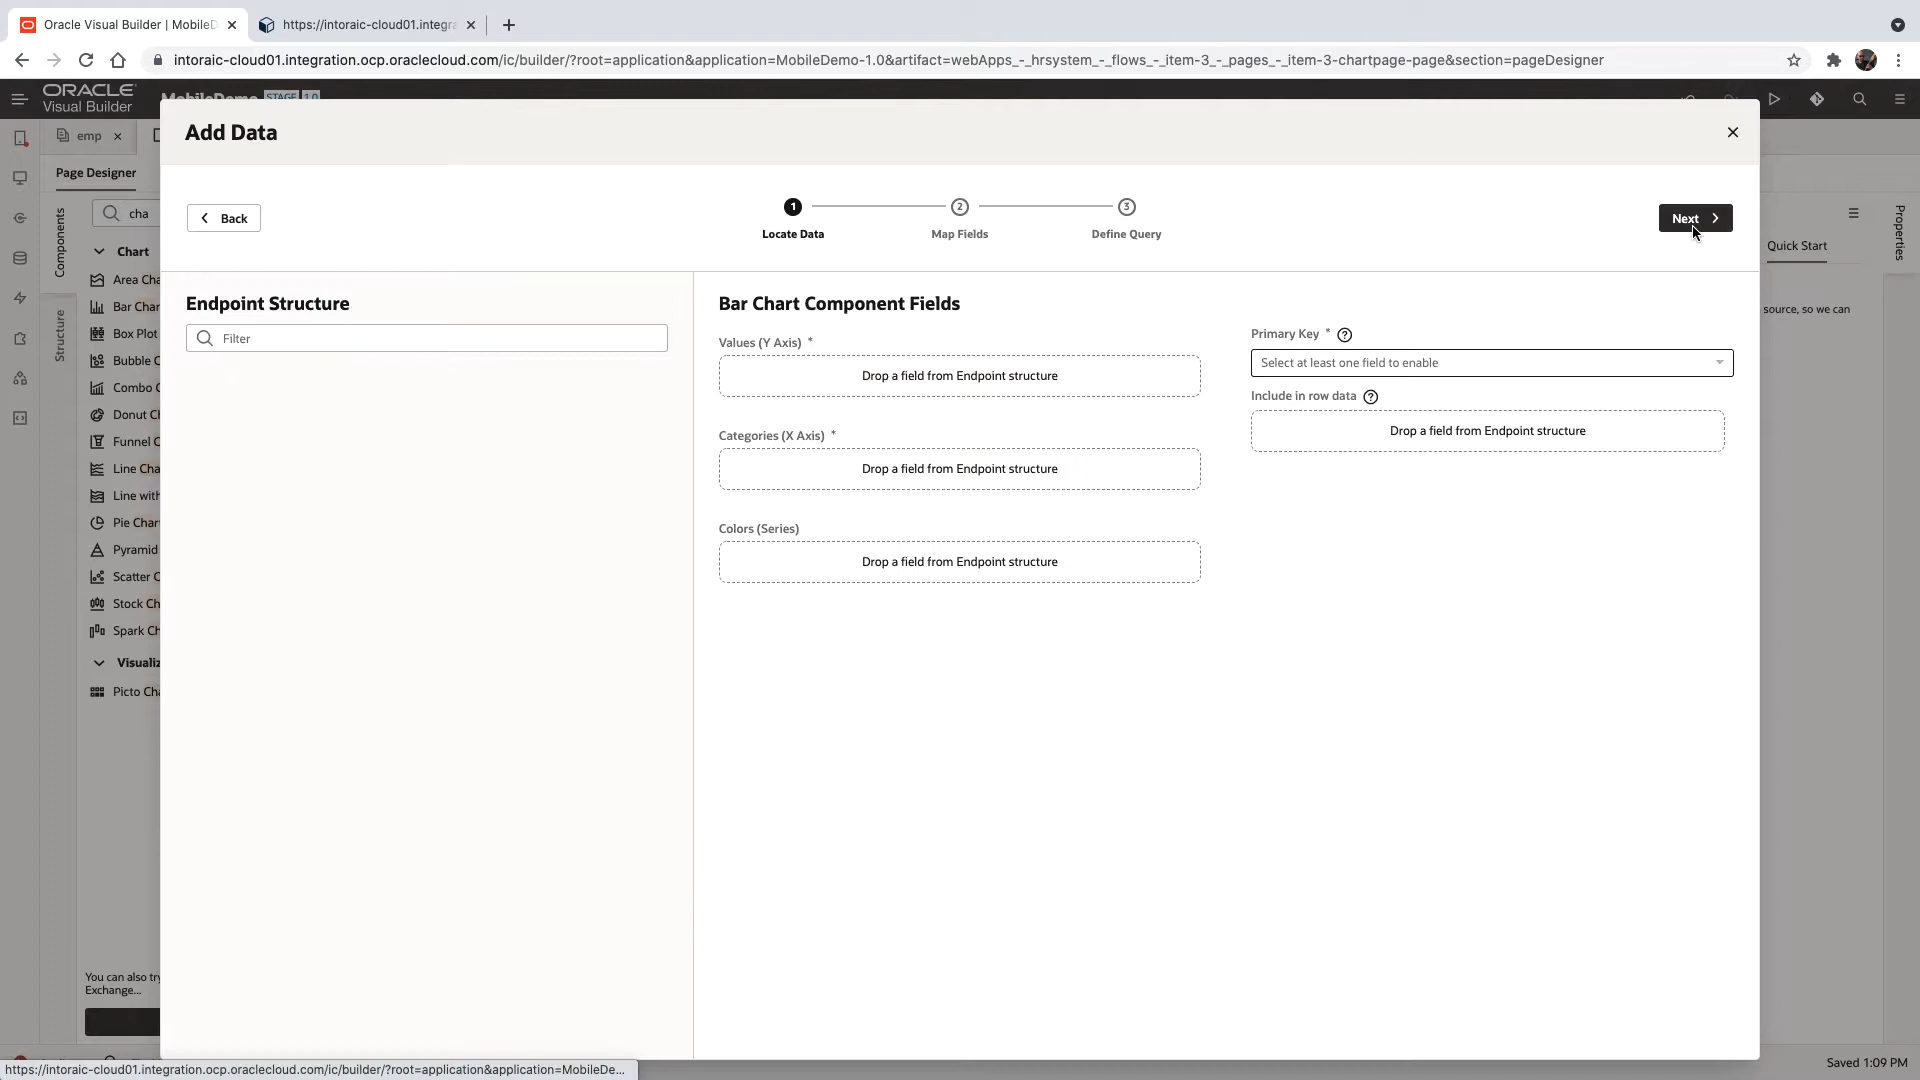 Oracle Visual Builder | MobileD
https://intoraic-cloud01.integra
intoraic-cloud01.integration.ocp.oraclecloud.com/ic/builder/?root=application&application=MobileDemo-1.0&artifact=webApps_-_hrsystem_-_flows_-_item-3_-_pages_-_item-3-chartpage-page&section=pageDesigner
ORACLE
Visual Builder
MobileDemo STAGE 1.0
emp
Page Designer
Components
Structure
Properties
Quick Start
source, so we can
cha
Chart
Area Cha
Bar Char
Box Plot
Bubble C
Combo C
Donut Ch
Funnel C
Line Cha
Line with
Pie Char
Pyramid
Scatter C
Stock Ch
Spark Ch
Visualiz
Picto Cha
You can also try
Exchange...
Add Data
Back
1
2
3
Locate Data
Map Fields
Define Query
Next
Endpoint Structure
Filter
Bar Chart Component Fields
Values (Y Axis) *
Drop a field from Endpoint structure
Categories (X Axis) *
Drop a field from Endpoint structure
Colors (Series)
Drop a field from Endpoint structure
Primary Key * ?
Select at least one field to enable
Include in row data ?
Drop a field from Endpoint structure
https://intoraic-cloud01.integration.ocp.oraclecloud.com/ic/builder/?root=application&application=MobileDe...
Saved 1:09 PM